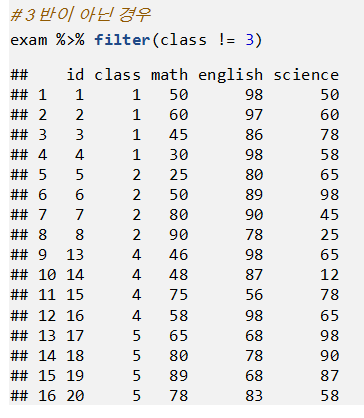 # 3 반이 아닌 경우
exam %>% filter(class != 3)
##    id class math english science
## 1   1     1   50      98      50
## 2   2     1   60      97      60
## 3   3     1   45      86      78
## 4   4     1   30      98      58
## 5   5     2   25      80      65
## 6   6     2   50      89      98
## 7   7     2   80      90      45
## 8   8     2   90      78      25
## 9  13     4   46      98      65
## 10 14     4   48      87      12
## 11 15     4   75      56      78
## 12 16     4   58      98      65
## 13 17     5   65      68      98
## 14 18     5   80      78      90
## 15 19     5   89      68      87
## 16 20     5   78      83      58